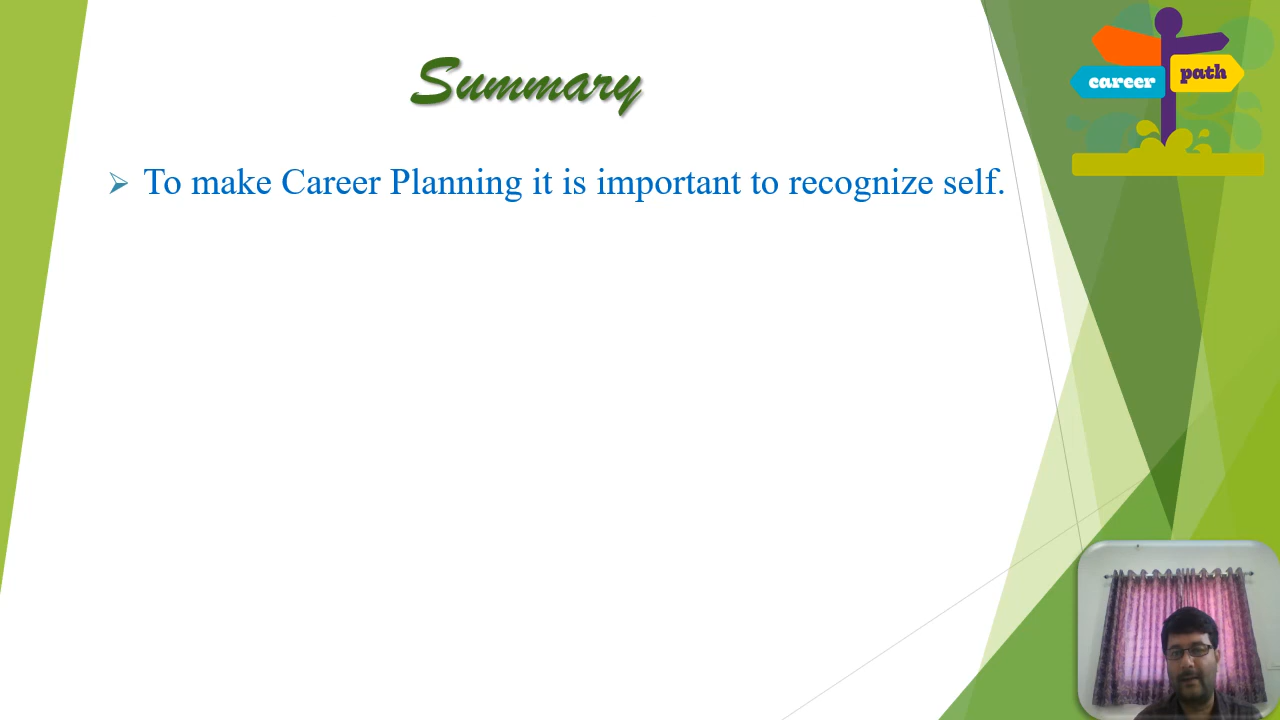 Summary
career path
To make Career Planning it is important to recognize self.